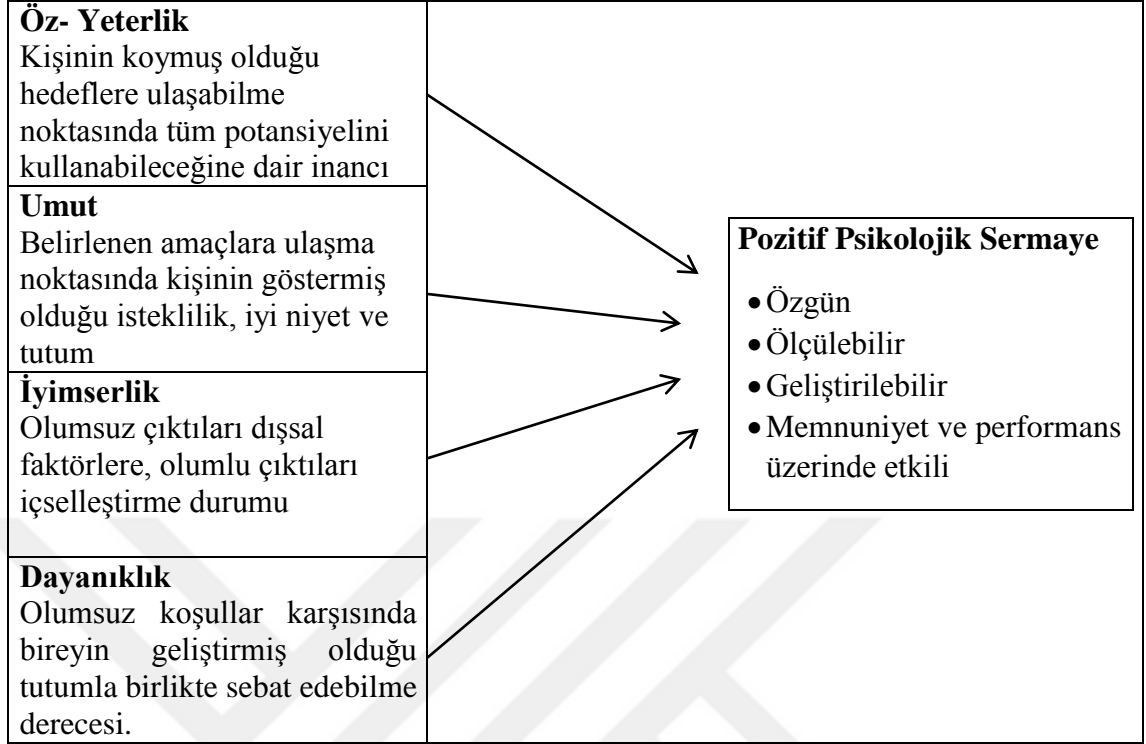 Öz- Yeterlik
Kişinin koymuş olduğu
hedeflere ulaşabilme
noktasında tüm potansiyelini
kullanabileceğine dair inancı
Umut
Belirlenen amaçlara ulaşma
noktasında kişinin göstermiş
olduğu isteklilik, iyi niyet ve
tutum
İyimserlik
Olumsuz çıktıları dışsal
faktörlere, olumlu çıktıları
içselleştirme durumu
Dayanıklık
Olumsuz koşullar karşısında
bireyin geliştirmiş olduğu
tutumla birlikte sebat edebilme
derecesi.
Pozitif Psikolojik Sermaye
• Özgün
• Ölçülebilir
• Geliştirilebilir
• Memnuniyet ve performans
üzerinde etkili